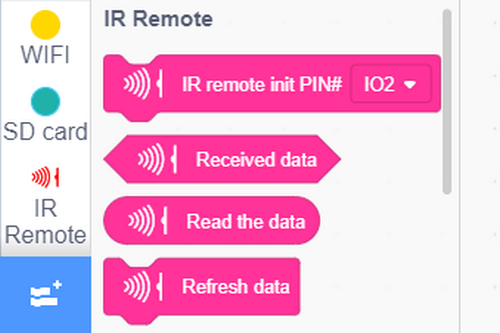 IR Remote
WIFI
SD card
IR
Remote
IR remote init PIN# IO2
Received data
Read the data
Refresh data